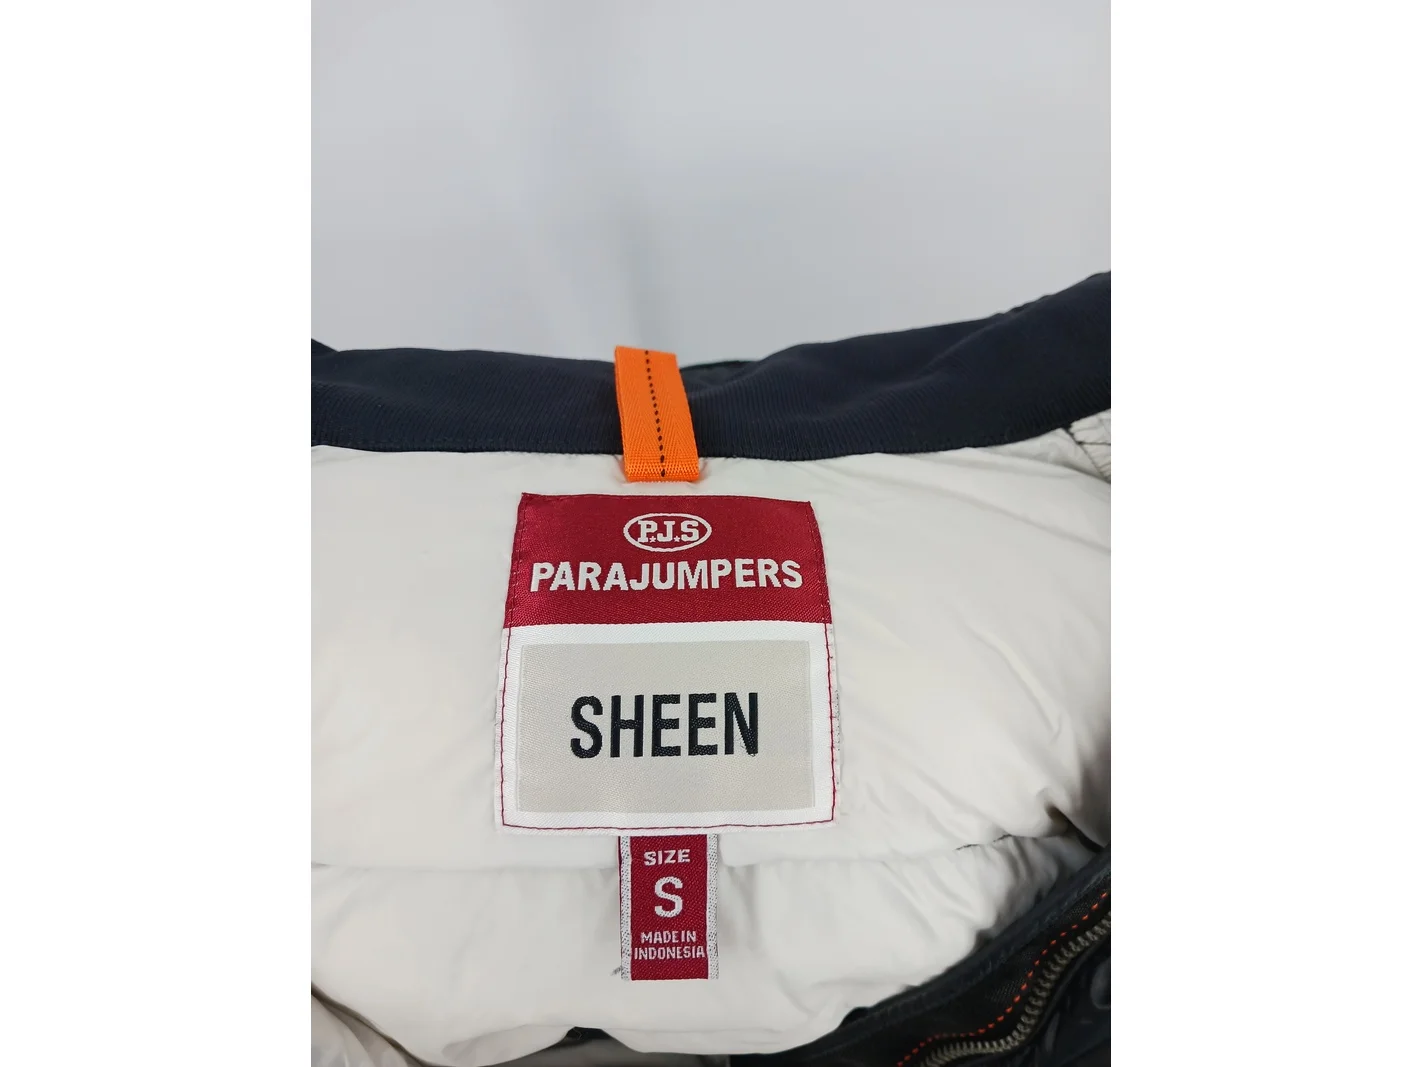 P.J.S
PARAJUMPERS
SHEEN
SIZE
S
MADE IN
INDONESIA